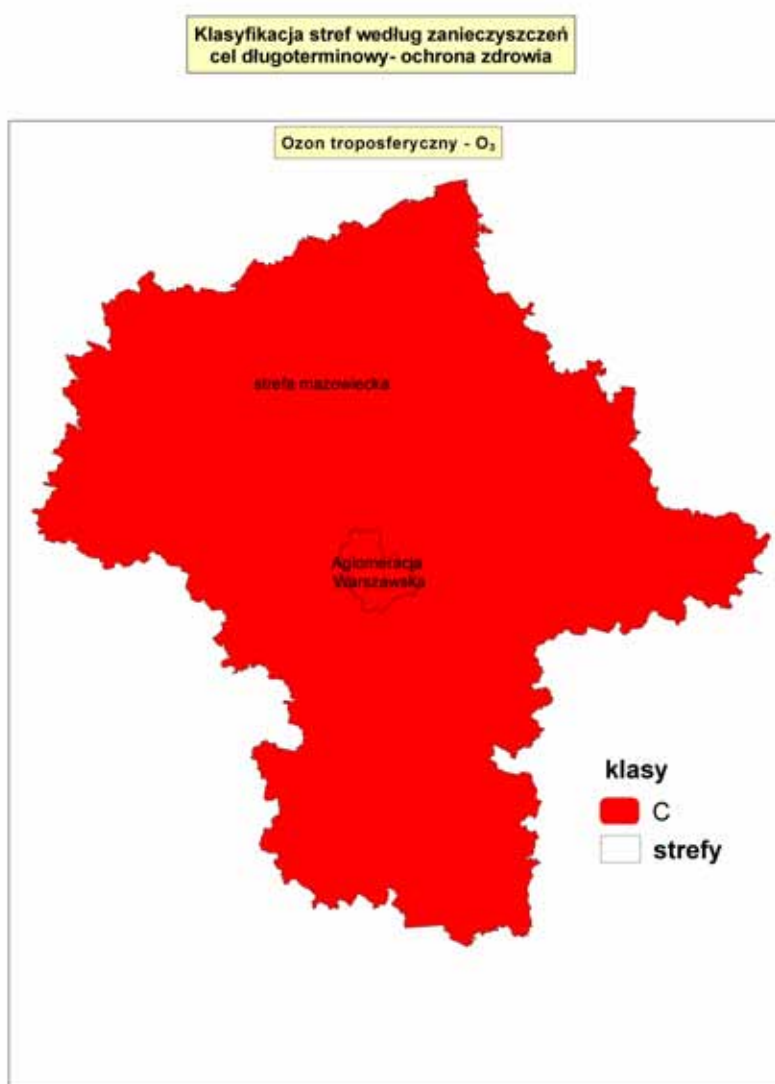 Klasyfikacja stref według zanieczyszczeń
cel długoterminowy- ochrona zdrowia
Ozon troposferyczny - O₃
strefa mazowiecka
Aglomeracja
Warszawska
klasy
C
strefy